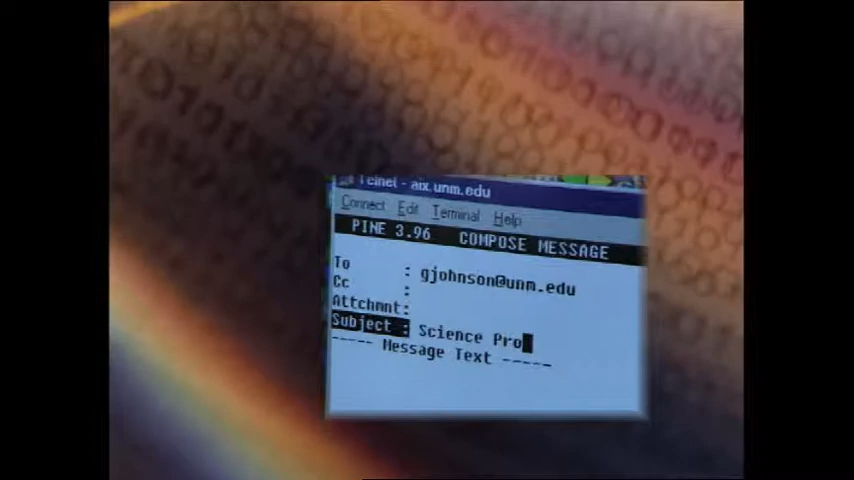 Telnet - aix.unm.edu
Connect Edit Terminal Help
PINE 3.96 COMPOSE MESSAGE
To : gjohnson@unm.edu
Cc :
Attchmnt:
Subject : Science Pro
----- Message Text -----